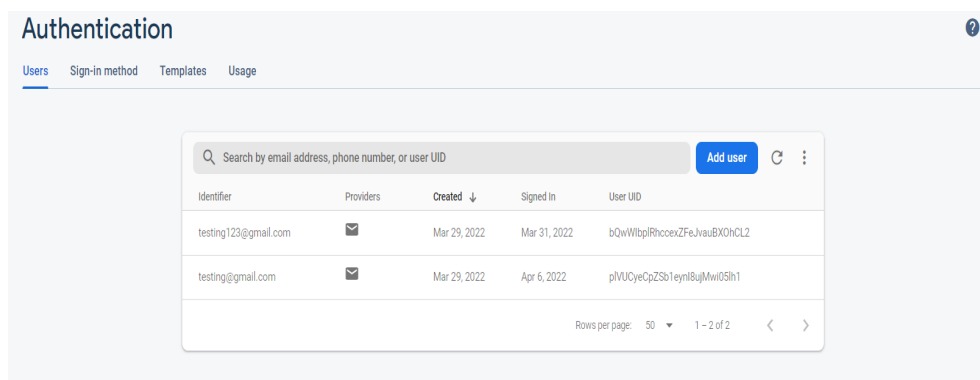 Authentication
Users Sign-in method Templates Usage
Search by email address, phone number, or user UID Add user
Identifier Providers Created Signed In User UID
testing123@gmail.com Mar 29, 2022 Mar 31, 2022 bQwWIbplRhccexZFeJvauBXOhCL2
testing@gmail.com Mar 29, 2022 Apr 6, 2022 plVUCyeCpZSb1eynI8ujMwi05lh1
Rows per page: 50 1 – 2 of 2